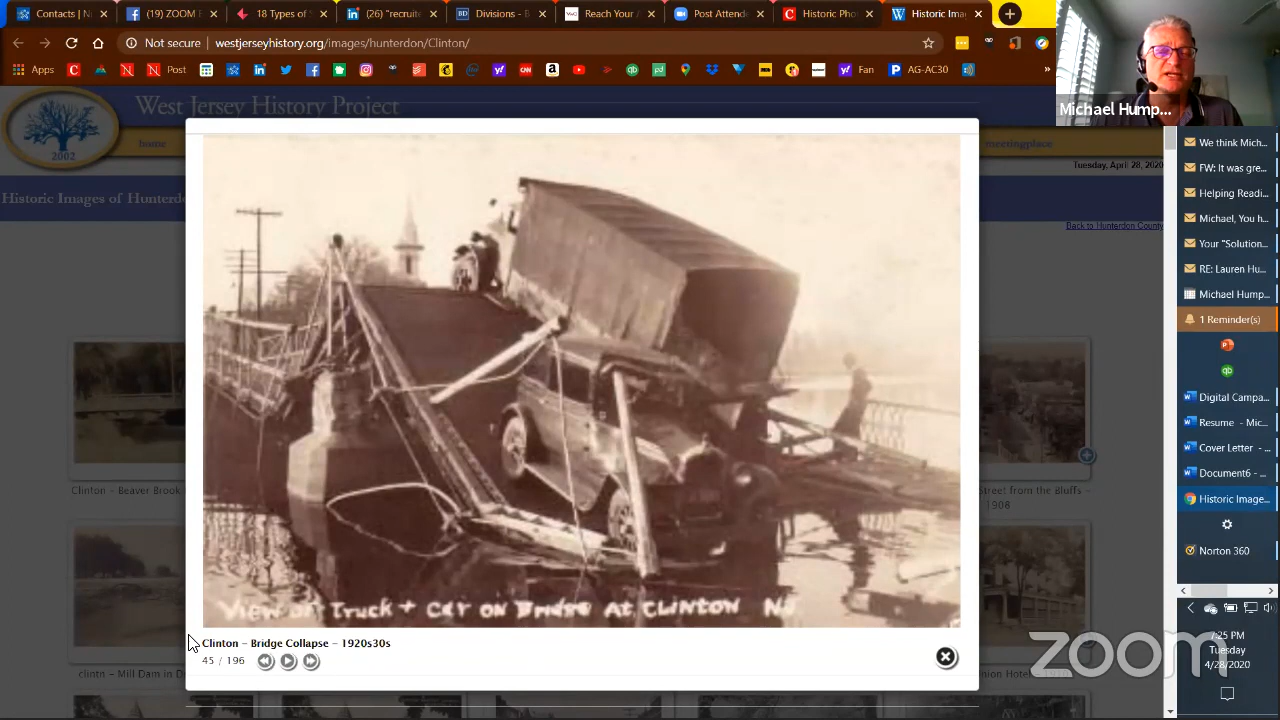 Contacts | Nu
(19) ZOOM E
18 Types of S
(26) "recruite
Divisions - B
Reach Your A
Post Attende
Historic Pho
Historic Ima
Not secure
westjerseyhistory.org/images/hunterdon/Clinton/
Apps
Post
Fan
AG-AC30
»
Michael Hump...
West Jersey History Project
2002
home
meetingplace
Tuesday, April 28, 2020
Historic Images of Hunterdo
Back to Hunterdon County
We think Mich...
FW: It was gre...
Helping Readi...
Michael, You h...
Your "Solution...
RE: Lauren Hu...
Michael Hump...
1 Reminder(s)
Digital Campa...
Resume - Mic...
Cover Letter - ...
Document6 - ...
Historic Image...
Norton 360
7:25 PM
Tuesday
4/28/2020
View of Truck + Car on Bridge At Clinton NJ
Clinton – Bridge Collapse – 1920s30s
45 / 196
Clinton – Beaver Brook
Street from the Bluffs –
1908
clintn – Mill Dam in D
zoom